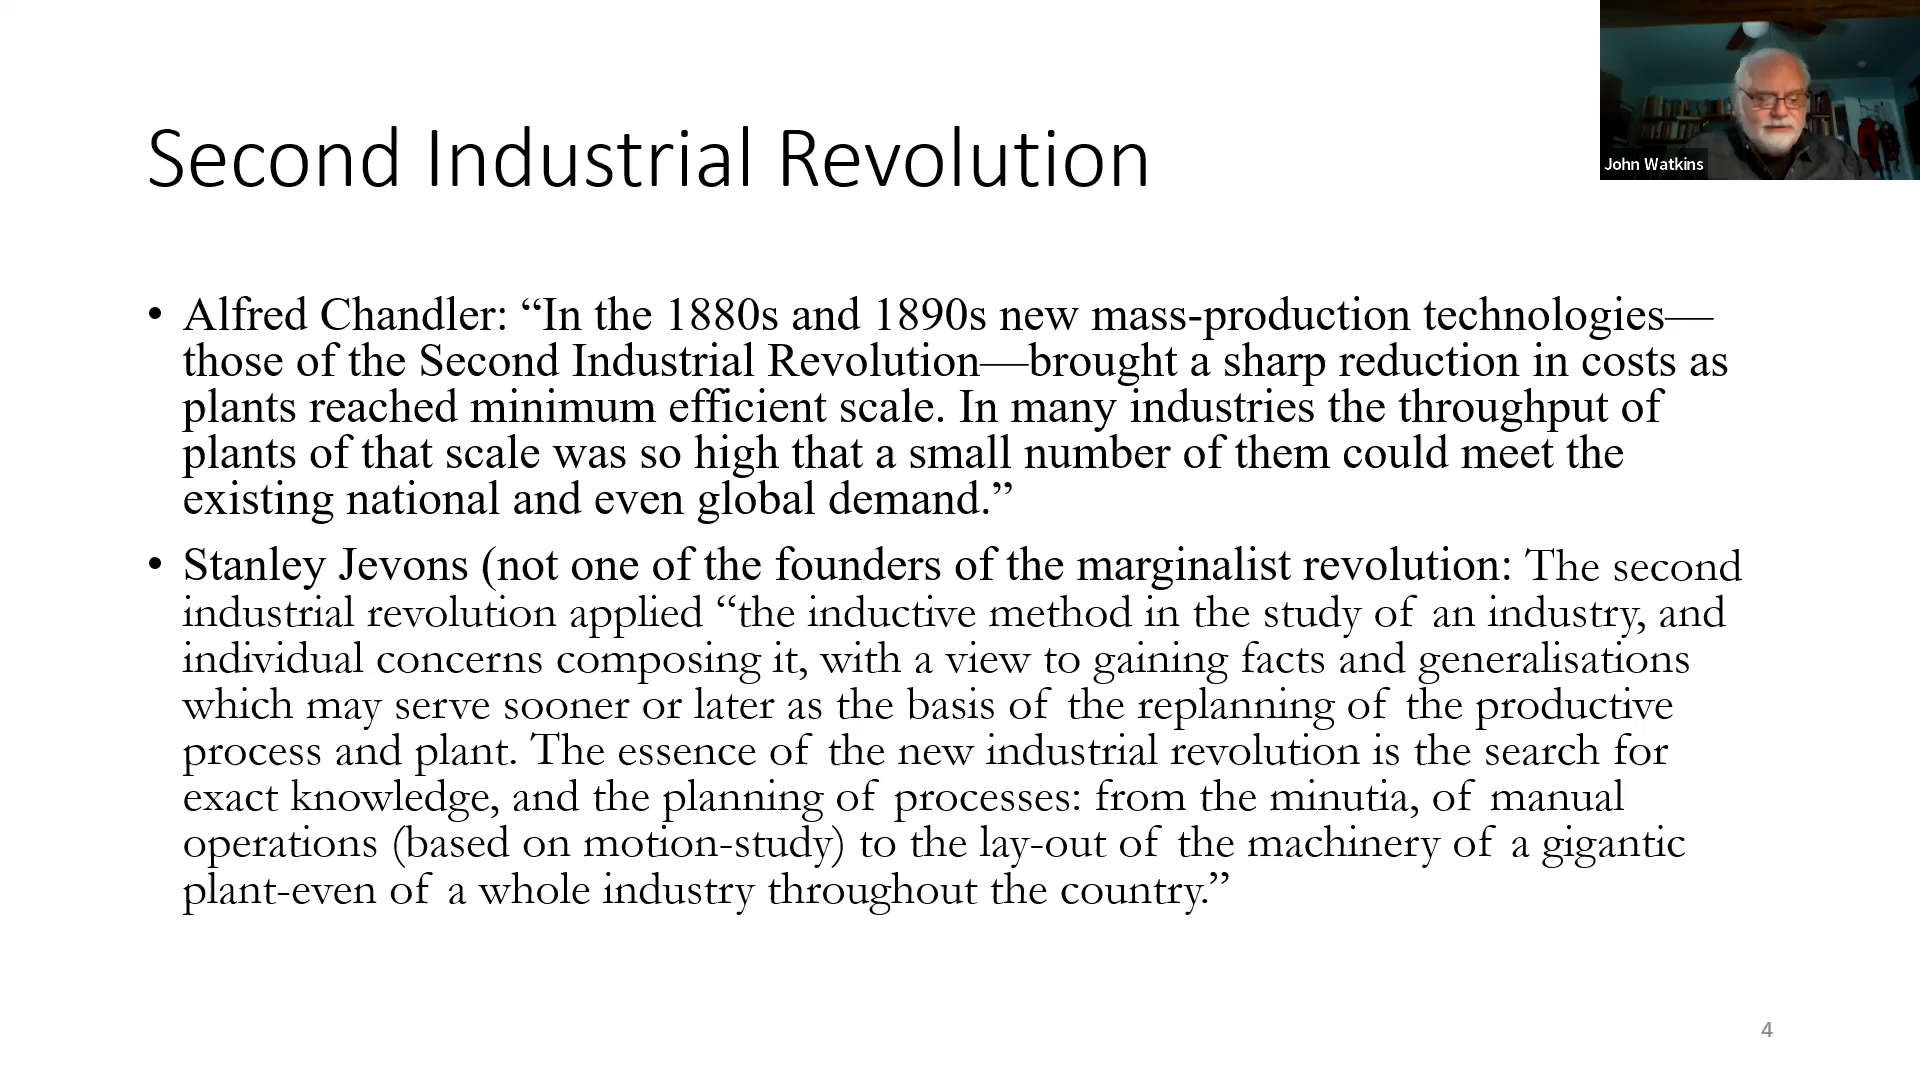 John Watkins
Second Industrial Revolution
• Alfred Chandler: “In the 1880s and 1890s new mass-production technologies—
those of the Second Industrial Revolution—brought a sharp reduction in costs as
plants reached minimum efficient scale. In many industries the throughput of
plants of that scale was so high that a small number of them could meet the
existing national and even global demand.”
• Stanley Jevons (not one of the founders of the marginalist revolution: The second
industrial revolution applied “the inductive method in the study of an industry, and
individual concerns composing it, with a view to gaining facts and generalisations
which may serve sooner or later as the basis of the replanning of the productive
process and plant. The essence of the new industrial revolution is the search for
exact knowledge, and the planning of processes: from the minutia, of manual
operations (based on motion-study) to the lay-out of the machinery of a gigantic
plant-even of a whole industry throughout the country.”
4